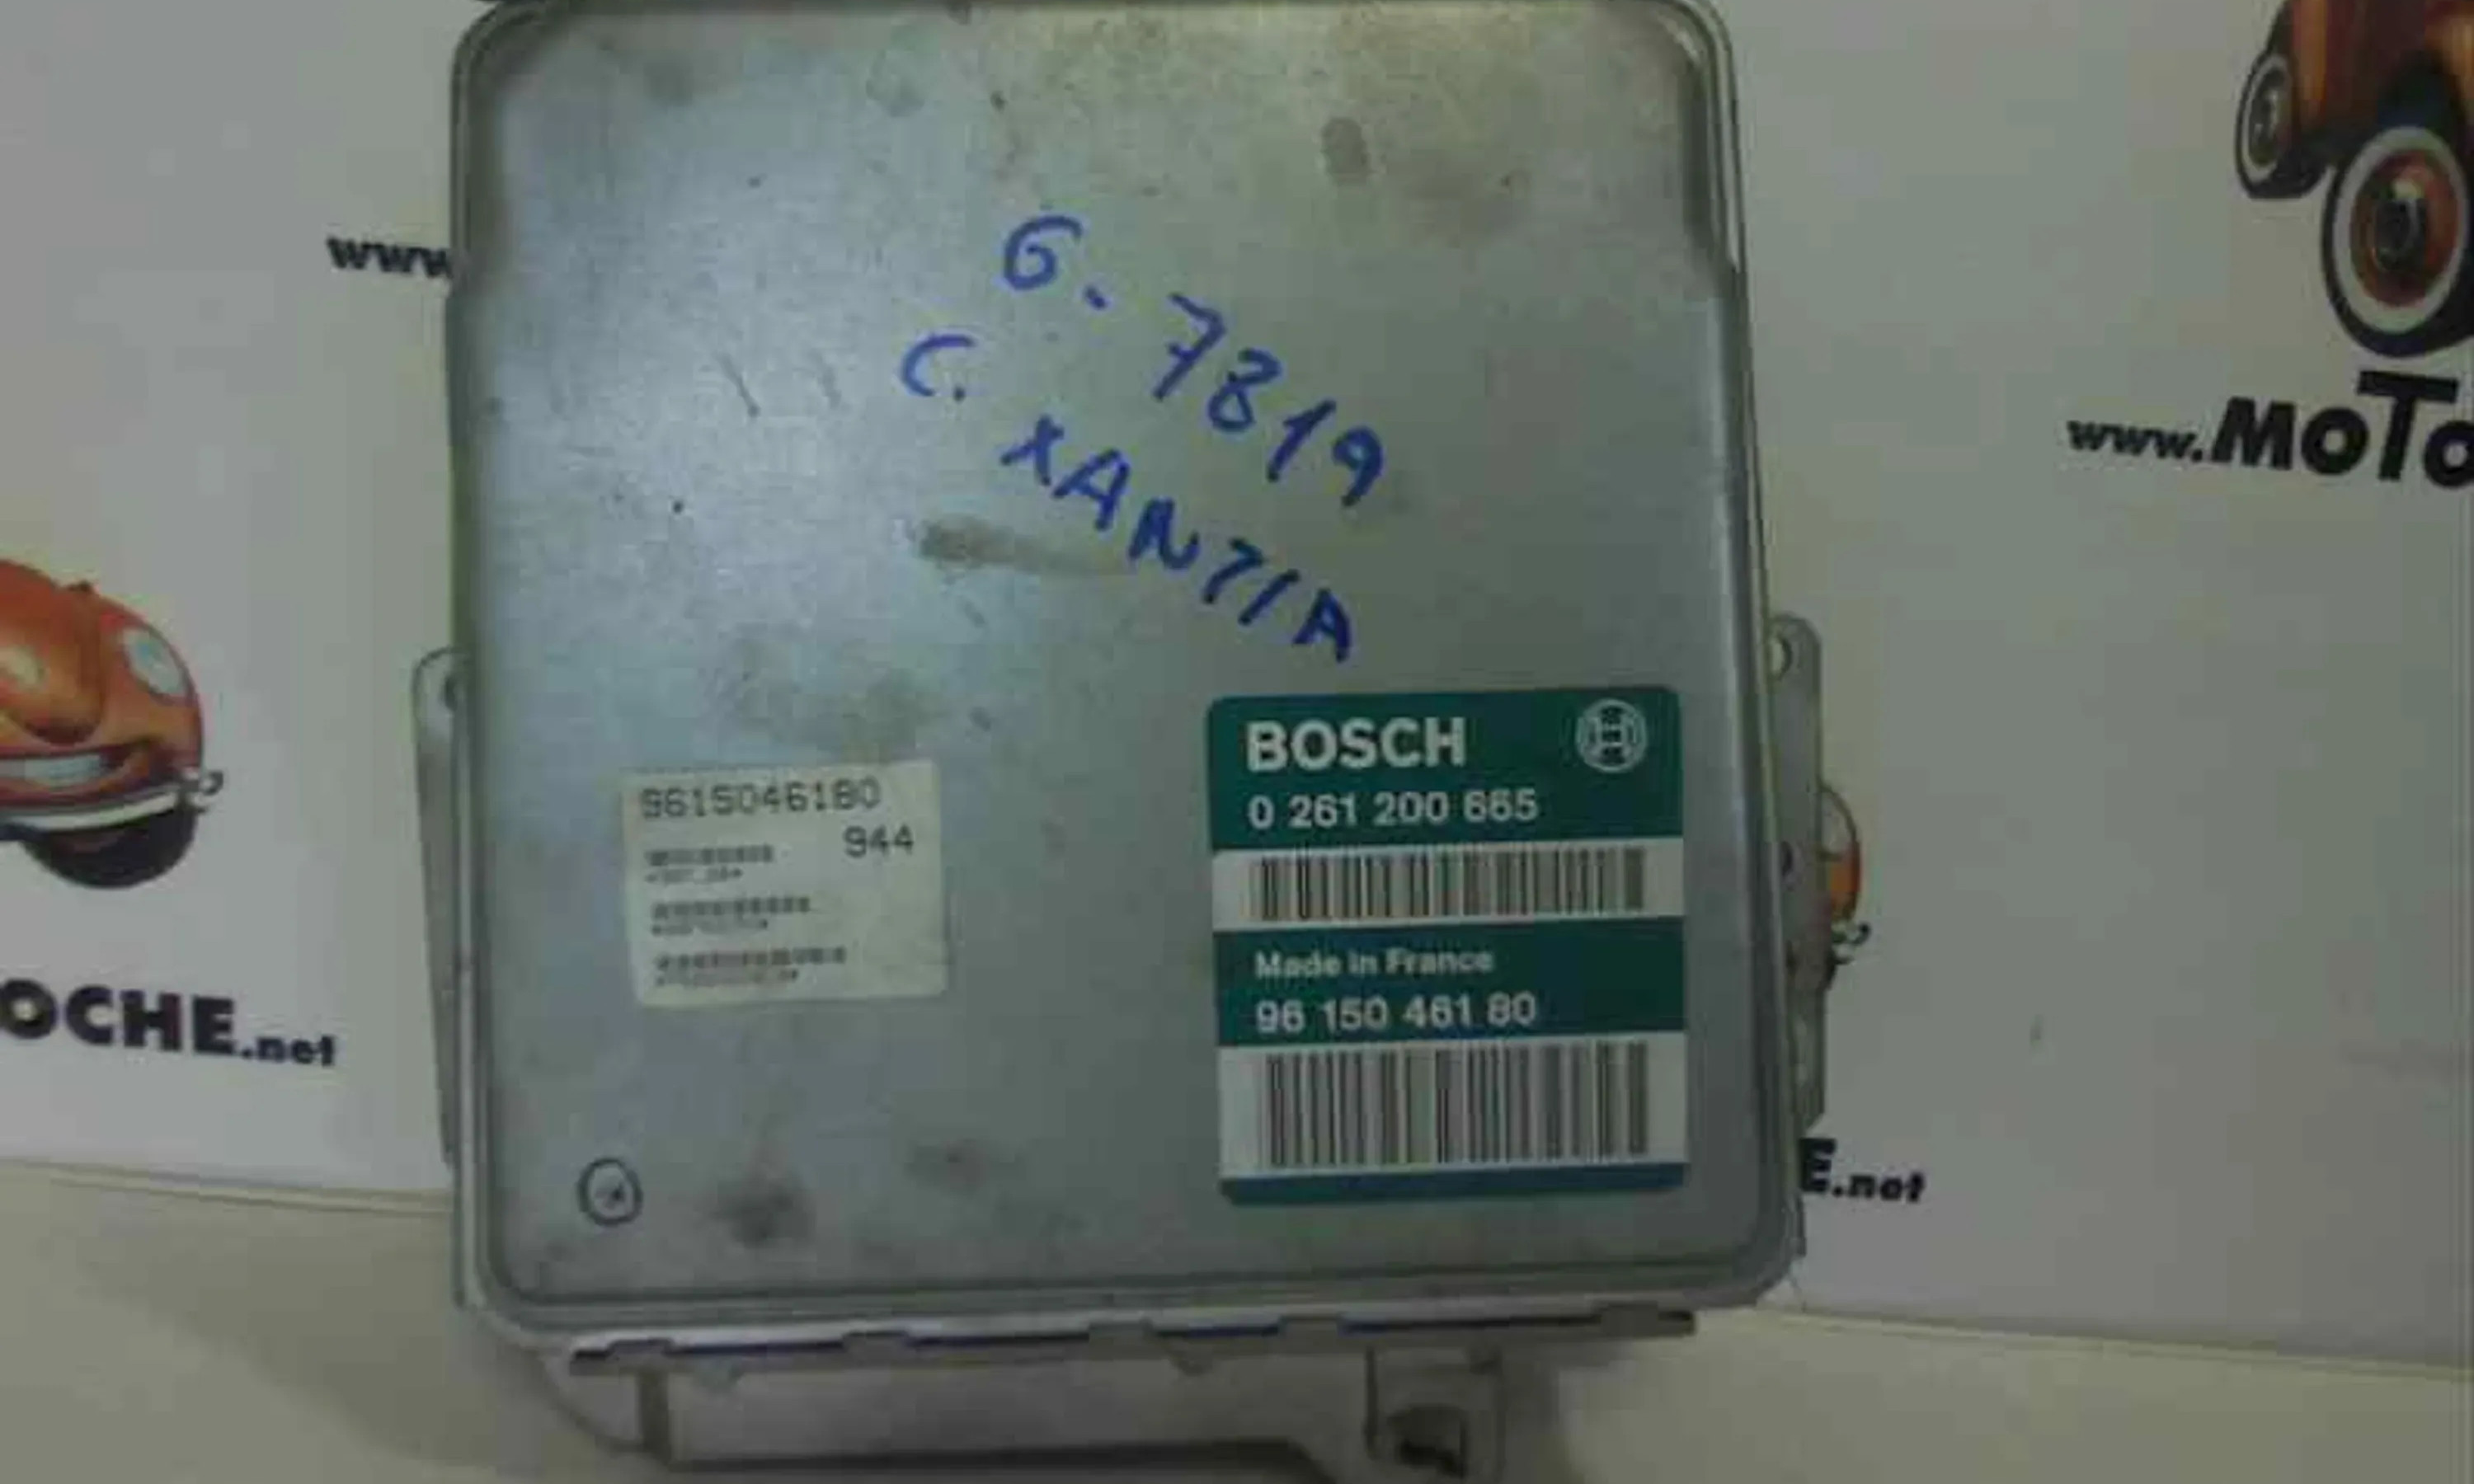 www
6. 7819
C. XANTIA
www.MoTo
BOSCH
0 261 200 665
9615046180
944
Made in France
96 150 461 80
OCHE.net
E.net